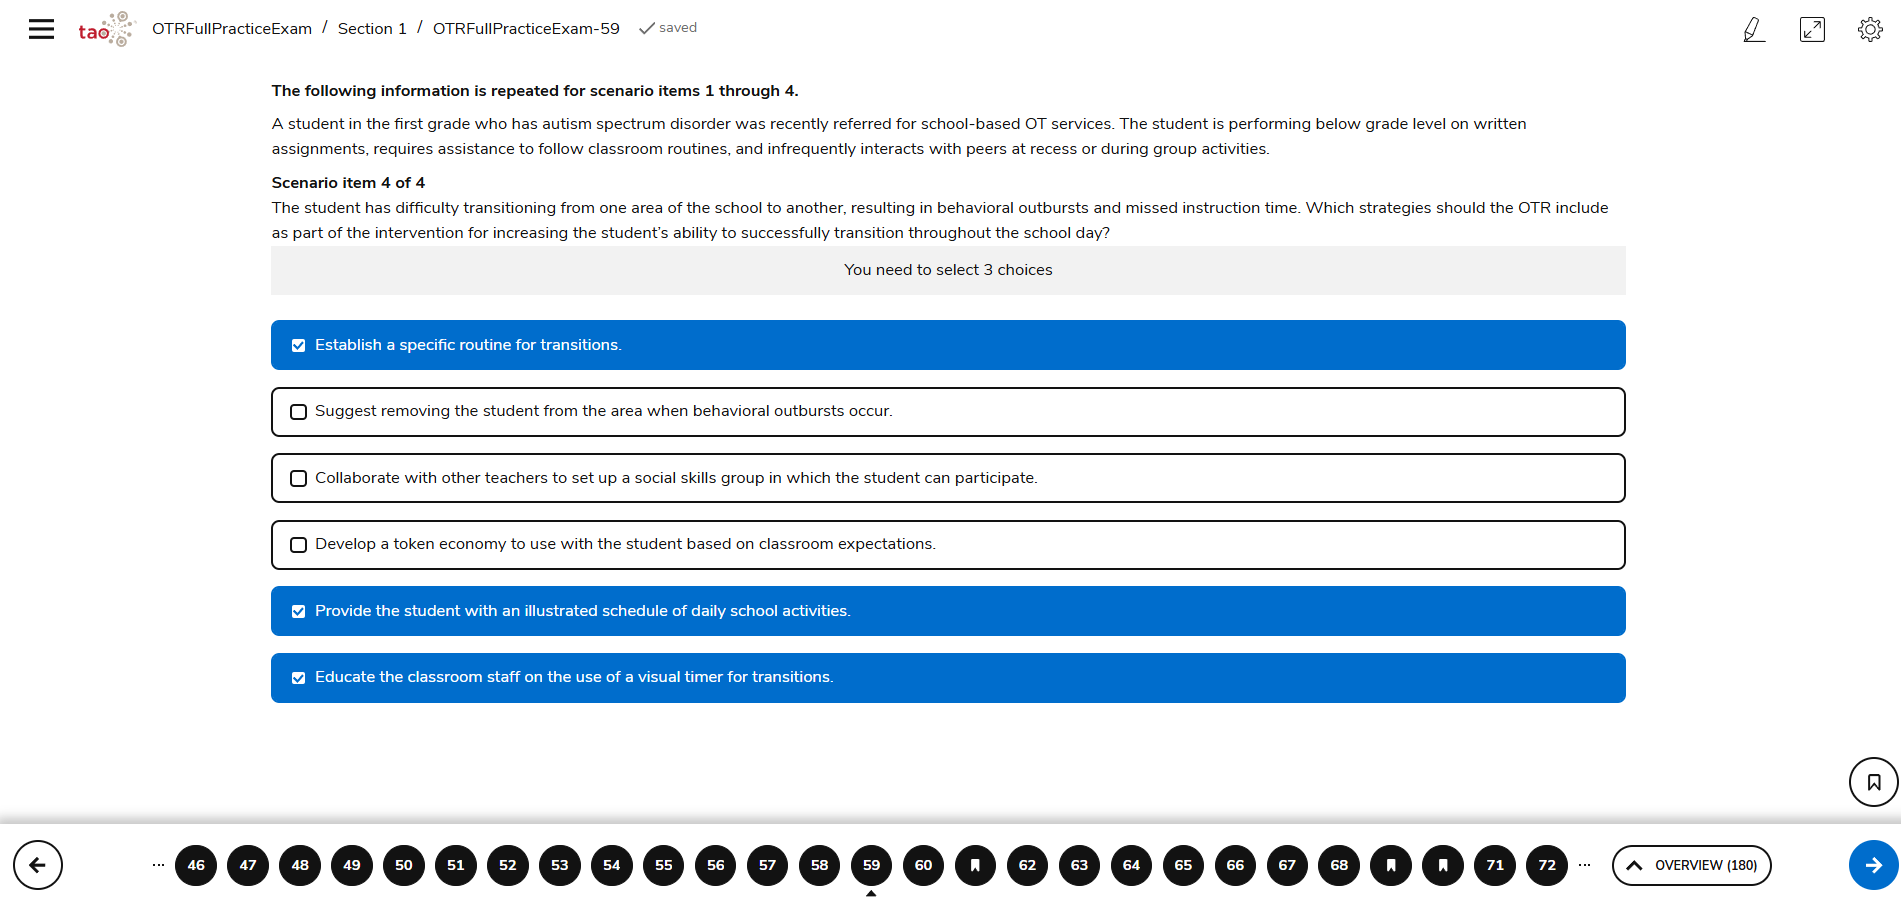 tao OTRFullPracticeExam / Section 1 / OTRFullPracticeExam-59 saved
The following information is repeated for scenario items 1 through 4.
A student in the first grade who has autism spectrum disorder was recently referred for school-based OT services. The student is performing below grade level on written
assignments, requires assistance to follow classroom routines, and infrequently interacts with peers at recess or during group activities.
Scenario item 4 of 4
The student has difficulty transitioning from one area of the school to another, resulting in behavioral outbursts and missed instruction time. Which strategies should the OTR include
as part of the intervention for increasing the student's ability to successfully transition throughout the school day?
You need to select 3 choices
Establish a specific routine for transitions.
Suggest removing the student from the area when behavioral outbursts occur.
Collaborate with other teachers to set up a social skills group in which the student can participate.
Develop a token economy to use with the student based on classroom expectations.
Provide the student with an illustrated schedule of daily school activities.
Educate the classroom staff on the use of a visual timer for transitions.
... 46 47 48 49 50 51 52 53 54 55 56 57 58 59 60 62 63 64 65 66 67 68 71 72 ... OVERVIEW (180)